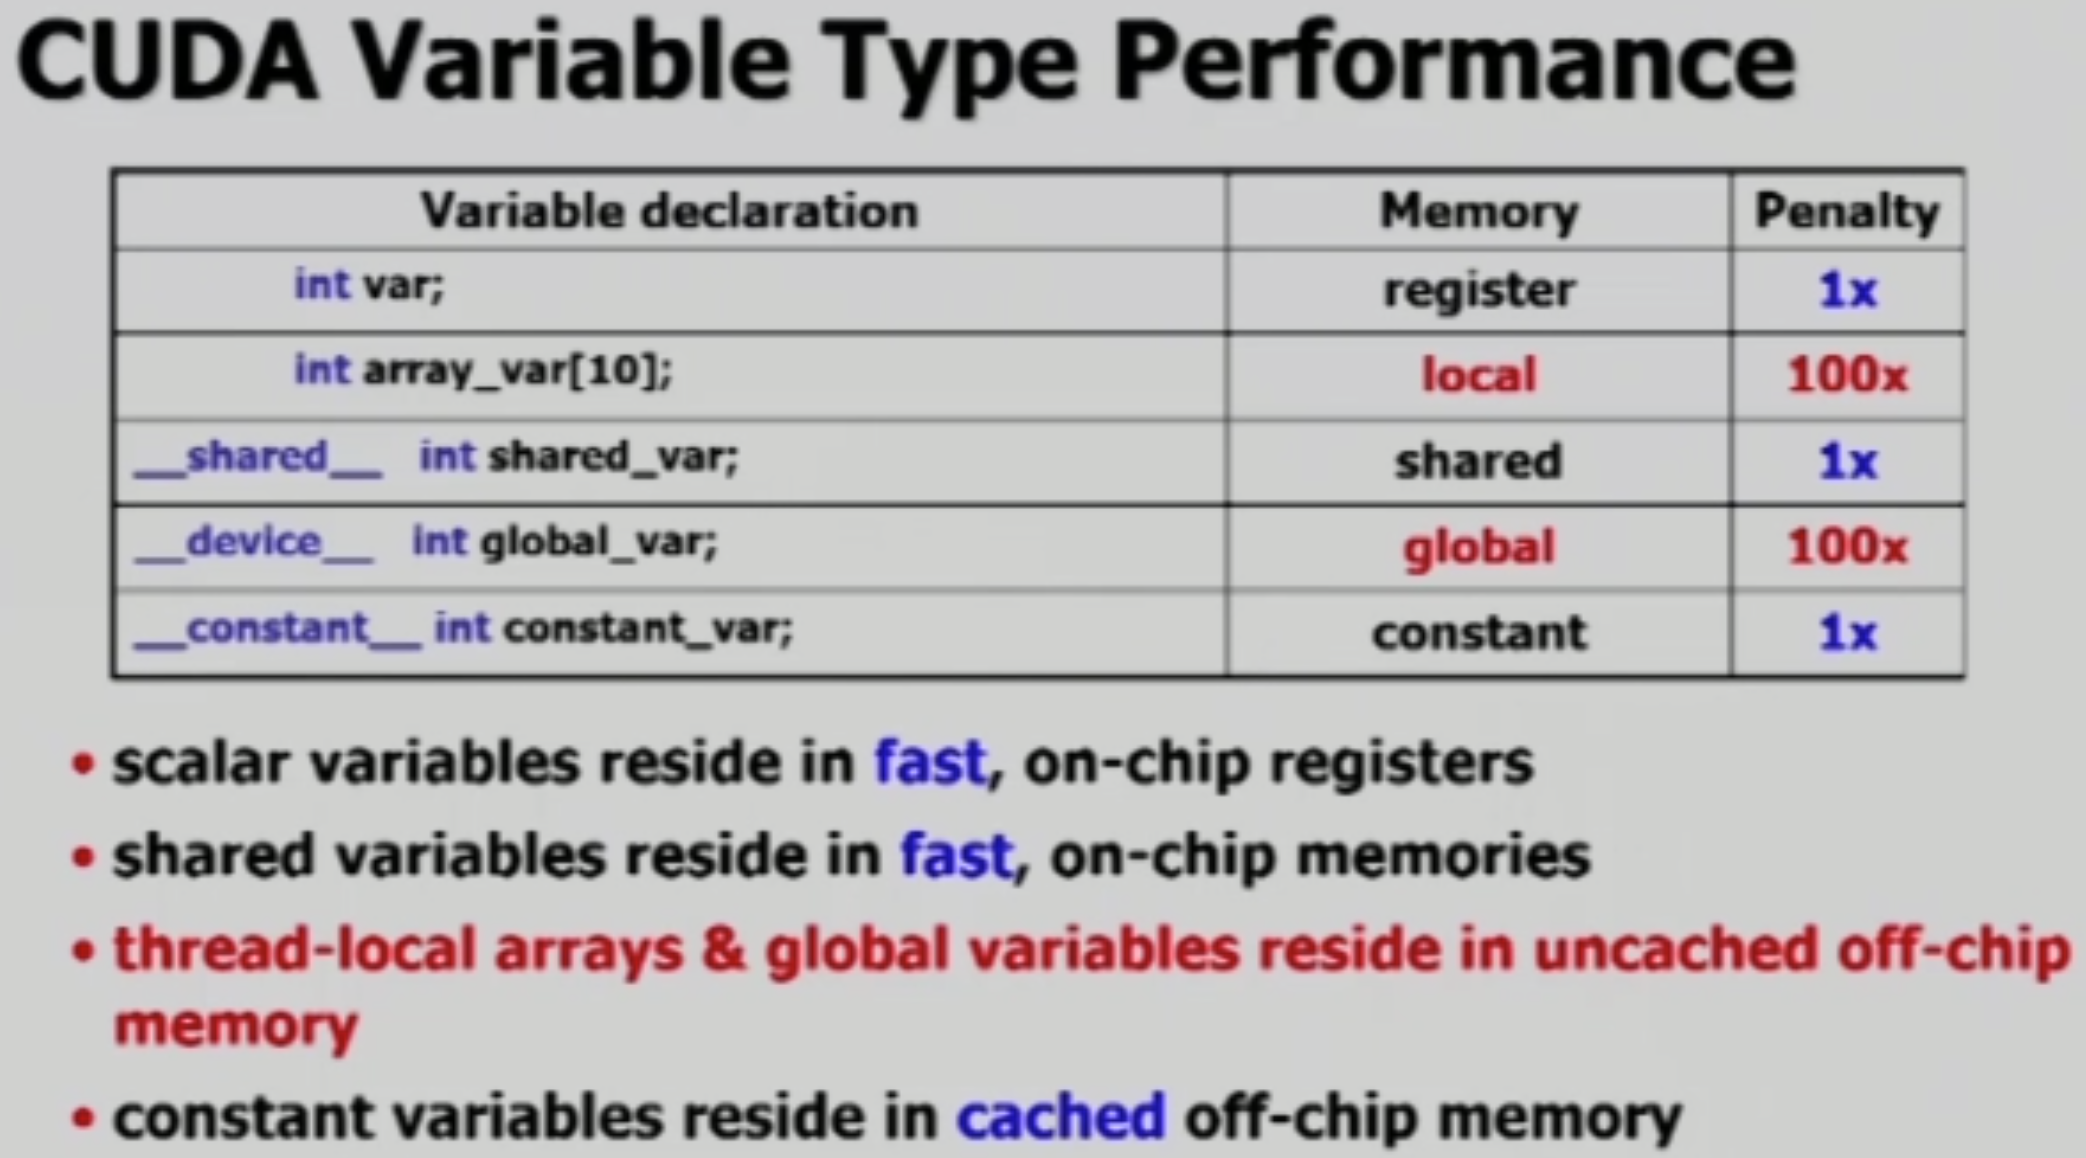 CUDA Variable Type Performance
Variable declaration Memory Penalty
int var; register 1x
int array_var[10]; local 100x
__shared__ int shared_var; shared 1x
__device__ int global_var; global 100x
__constant__ int constant_var; constant 1x
• scalar variables reside in fast, on-chip registers
• shared variables reside in fast, on-chip memories
• thread-local arrays & global variables reside in uncached off-chip
memory
• constant variables reside in cached off-chip memory